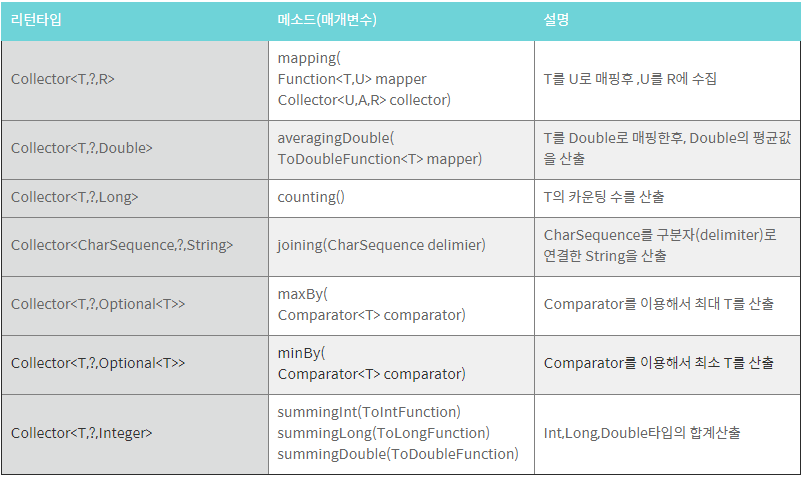 리턴타입
메소드(매개변수)
설명
Collector<T,?,R>
mapping(
Function<T,U> mapper
Collector<U,A,R> collector)
T를 U로 매핑후 ,U를 R에 수집
Collector<T,?,Double>
averagingDouble(
ToDoubleFunction<T> mapper)
T를 Double로 매핑한후, Double의 평균값
을 산출
Collector<T,?,Long>
counting()
T의 카운팅 수를 산출
Collector<CharSequence,?,String>
joining(CharSequence delimier)
CharSequence를 구분자(delimiter)로
연결한 String을 산출
Collector<T,?,Optional<T>>
maxBy(
Comparator<T> comparator)
Comparator를 이용해서 최대 T를 산출
Collector<T,?,Optional<T>>
minBy(
Comparator<T> comparator)
Comparator를 이용해서 최소 T를 산출
Collector<T,?,Integer>
summingInt(ToIntFunction)
summingLong(ToLongFunction)
summingDouble(ToDoubleFunction)
Int,Long,Double타입의 합계산출